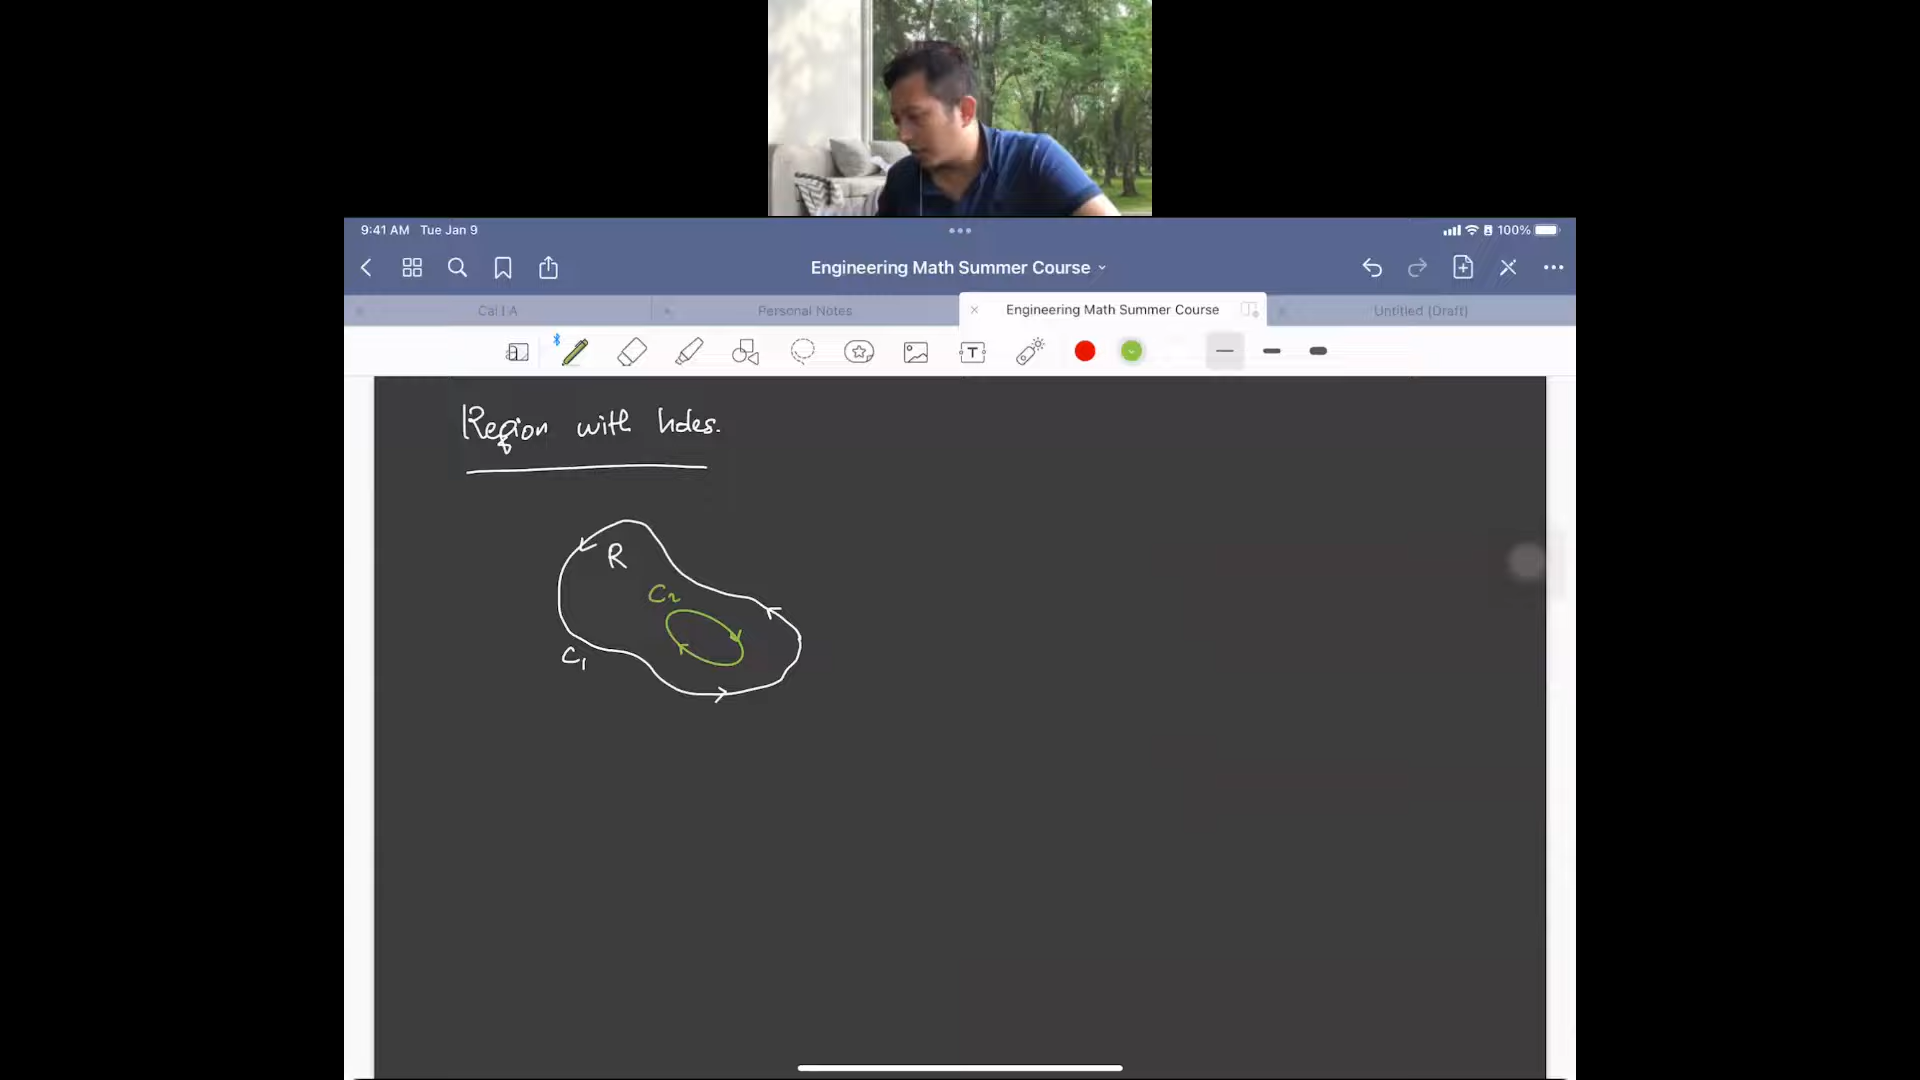 9:41 AM Tue Jan 9
100%
Engineering Math Summer Course
Cal I A
Personal Notes
Engineering Math Summer Course
Untitled (Draft)
T
Region with holes.
R
C₂
C₁